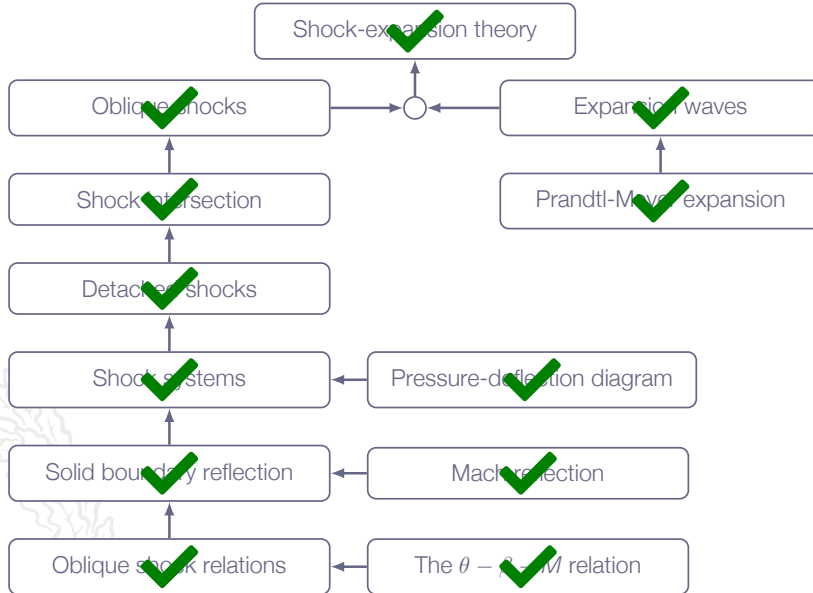 Shock-expansion theory
Oblique shocks
Expansion waves
Shock intersection
Prandtl-Meyer expansion
Detached shocks
Shock systems
Pressure-deflection diagram
Solid boundary reflection
Mach reflection
Oblique shock relations
The θ − β − M relation